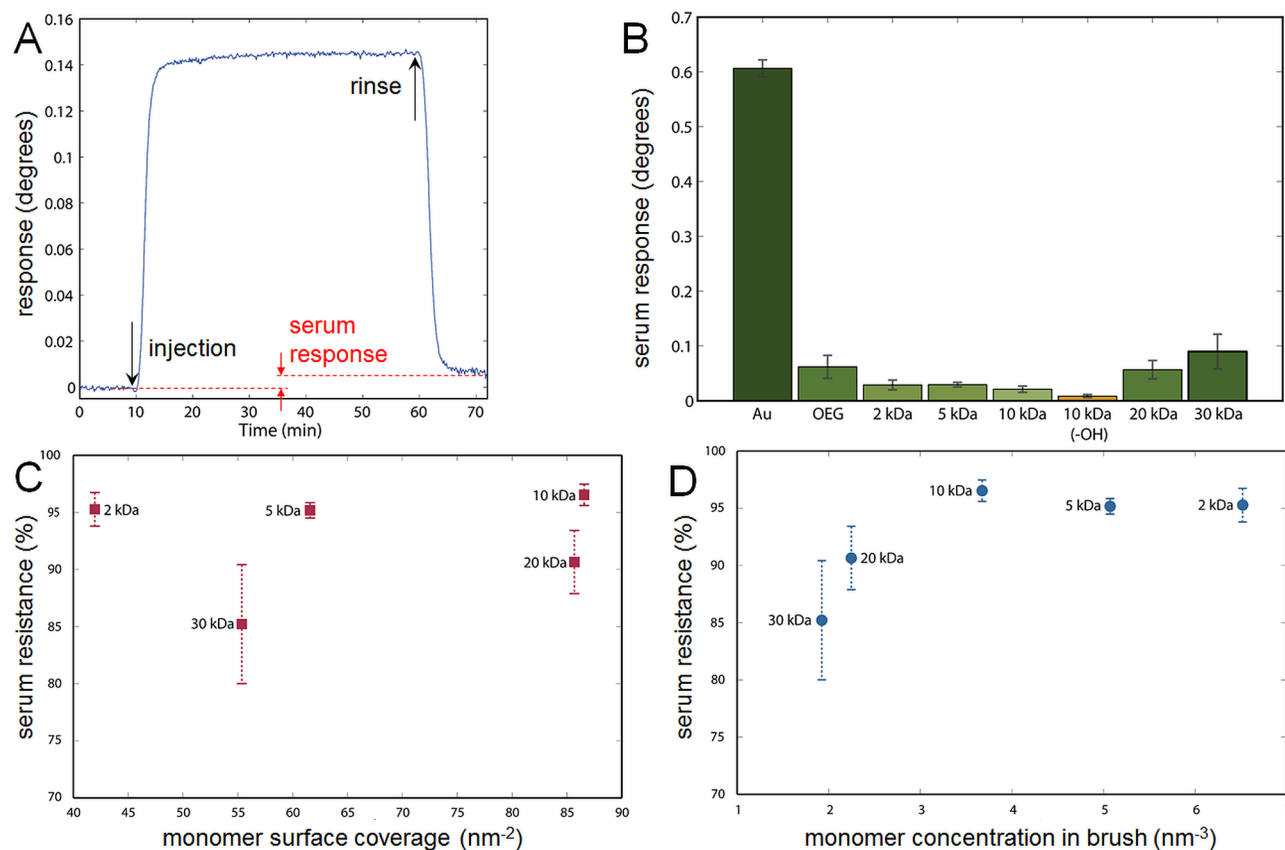 A
response (degrees)
0.16
0.14
0.12
0.1
0.08
0.06
0.04
0.02
0
injection
rinse
serum
response
0 10 20 30 40 50 60 70
Time (min)
B
serum response (degrees)
0.7
0.6
0.5
0.4
0.3
0.2
0.1
0
Au OEG 2 kDa 5 kDa 10 kDa 10 kDa 20 kDa 30 kDa
(-OH)
C
serum resistance (%)
100
95
90
85
80
75
70
2 kDa
5 kDa
10 kDa
20 kDa
30 kDa
40 45 50 55 60 65 70 75 80 85 90
monomer surface coverage (nm⁻²)
D
serum resistance (%)
100
95
90
85
80
75
70
10 kDa
5 kDa
2 kDa
20 kDa
30 kDa
1 2 3 4 5 6
monomer concentration in brush (nm⁻³)